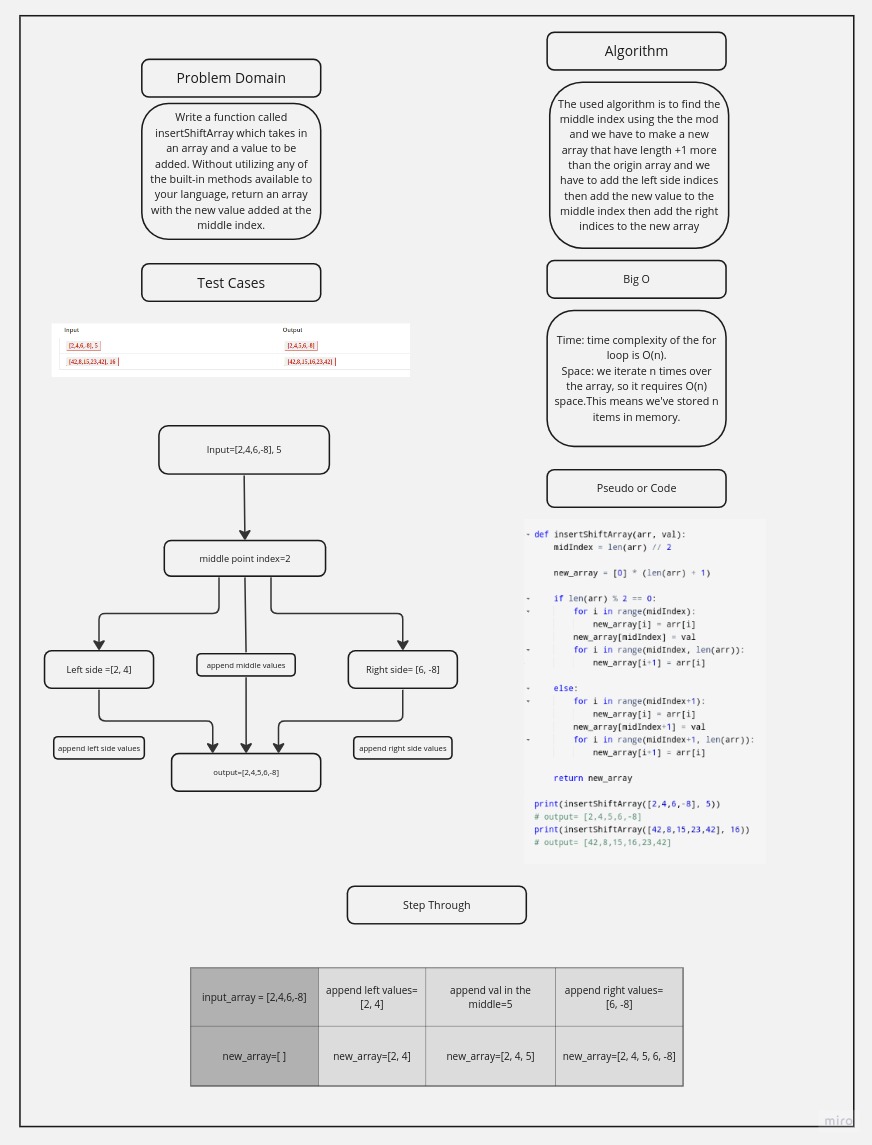 Problem Domain
Write a function called
insertShiftArray which takes in
an array and a value to be
added. Without utilizing any of
the built-in methods available to
your language, return an array
with the new value added at the
middle index.
Test Cases
Input Output
[2,4,6,-8], 5 [2,4,5,6,-8]
[42,8,15,23,42], 16 [42,8,15,16,23,42]
Input=[2,4,6,-8], 5
middle point index=2
Left side =[2, 4]
append middle values
Right side= [6, -8]
append left side values
append right side values
output=[2,4,5,6,-8]
Algorithm
The used algorithm is to find the
middle index using the the mod
and we have to make a new
array that have length +1 more
than the origin array and we
have to add the left side indices
then add the new value to the
middle index then add the right
indices to the new array
Big O
Time: time complexity of the for
loop is O(n).
Space: we iterate n times over
the array, so it requires O(n)
space.This means we've stored n
items in memory.
Pseudo or Code
def insertShiftArray(arr, val):
midIndex = len(arr) // 2
new_array = [0] * (len(arr) + 1)
if len(arr) % 2 == 0:
for i in range(midIndex):
new_array[i] = arr[i]
new_array[midIndex] = val
for i in range(midIndex, len(arr)):
new_array[i+1] = arr[i]
else:
for i in range(midIndex+1):
new_array[i] = arr[i]
new_array[midIndex+1] = val
for i in range(midIndex+1, len(arr)):
new_array[i+1] = arr[i]
return new_array
print(insertShiftArray([2,4,6,-8], 5))
# output= [2,4,5,6,-8]
print(insertShiftArray([42,8,15,23,42], 16))
# output= [42,8,15,16,23,42]
Step Through
input_array = [2,4,6,-8]
append left values=
[2, 4]
append val in the
middle=5
append right values=
[6, -8]
new_array=[ ]
new_array=[2, 4]
new_array=[2, 4, 5]
new_array=[2, 4, 5, 6, -8]
miro